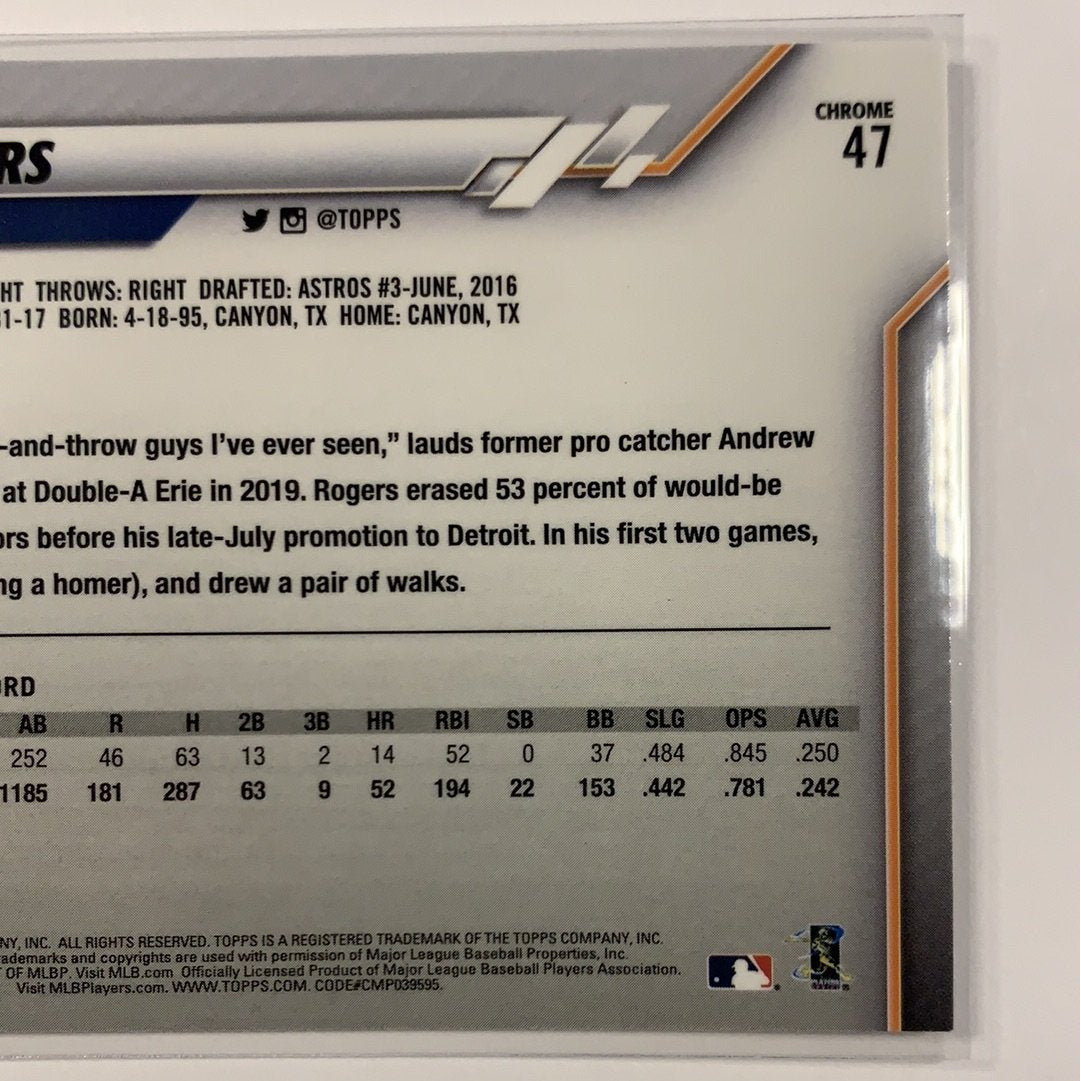 CHROME
47
RS
@TOPPS
HT THROWS: RIGHT DRAFTED: ASTROS #3-JUNE, 2016
1-17 BORN: 4-18-95, CANYON, TX HOME: CANYON, TX
-and-throw guys I've ever seen,” lauds former pro catcher Andrew
at Double-A Erie in 2019. Rogers erased 53 percent of would-be
ors before his late-July promotion to Detroit. In his first two games,
ng a homer), and drew a pair of walks.
RD
AB R H 2B 3B HR RBI SB BB SLG OPS AVG
252 46 63 13 2 14 52 0 37 .484 .845 .250
1185 181 287 63 9 52 194 22 153 .442 .781 .242
NY, INC. ALL RIGHTS RESERVED. TOPPS IS A REGISTERED TRADEMARK OF THE TOPPS COMPANY, INC.
ademarks and copyrights are used with permission of Major League Baseball Properties, Inc.
OF MLBP. Visit MLB.com Officially Licensed Product of Major League Baseball Players Association.
Visit MLBPlayers.com. WWW.TOPPS.COM. CODE#CMP039595.